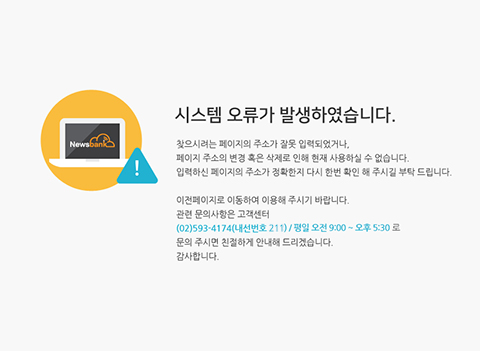 시스템 오류가 발생하였습니다.
Newsbank
찾으시려는 페이지의 주소가 잘못 입력되었거나,
페이지 주소의 변경 혹은 삭제로 인해 현재 사용하실 수 없습니다.
입력하신 페이지의 주소가 정확한지 다시 한번 확인 해 주시길 부탁 드립니다.
이전페이지로 이동하여 이용해 주시기 바랍니다.
관련 문의사항은 고객센터
(02)593-4174(내선번호 211) / 평일 오전 9:00 ~ 오후 5:30 로
문의 주시면 친절하게 안내해 드리겠습니다.
감사합니다.